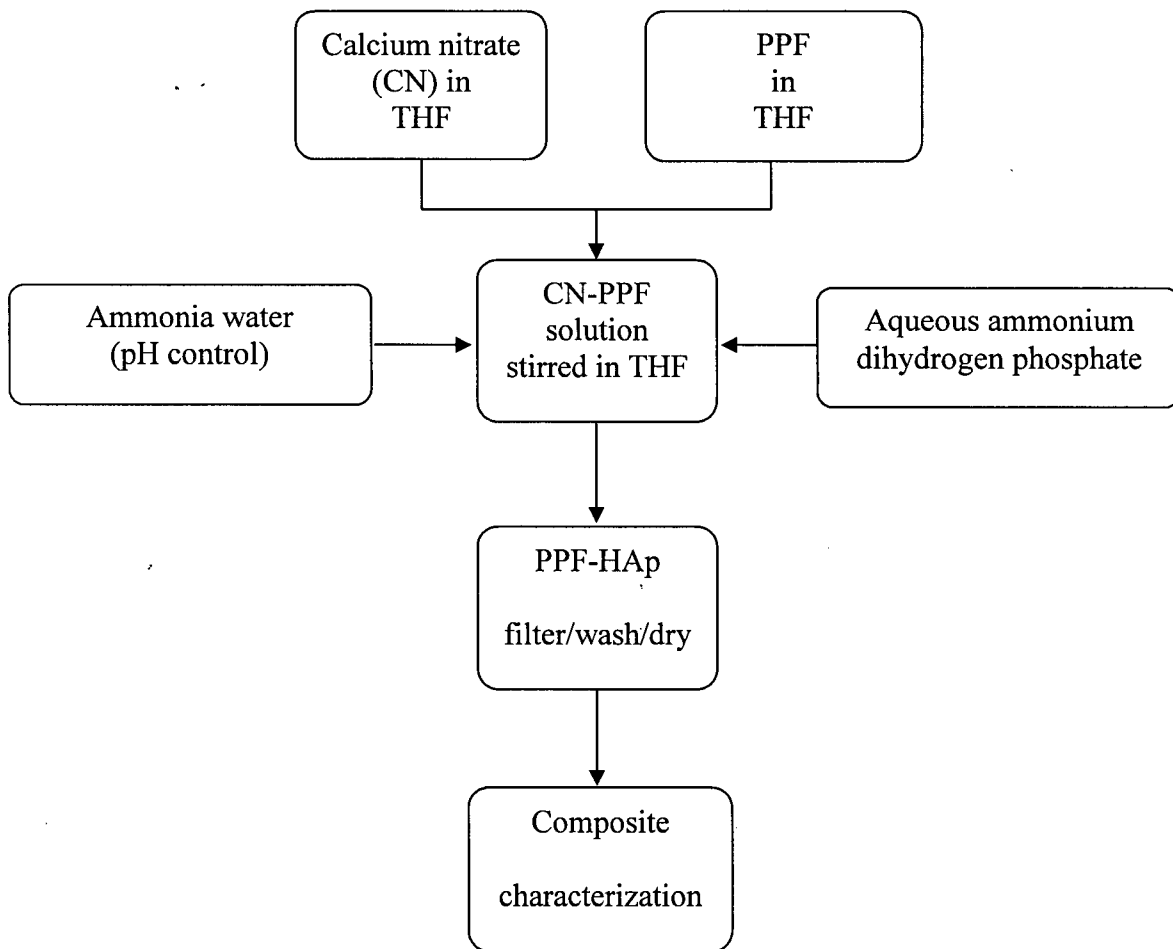 Calcium nitrate
(CN) in
THF
PPF
in
THF
Ammonia water
(pH control)
CN-PPF
solution
stirred in THF
Aqueous ammonium
dihydrogen phosphate
PPF-HAp
filter/wash/dry
Composite
characterization